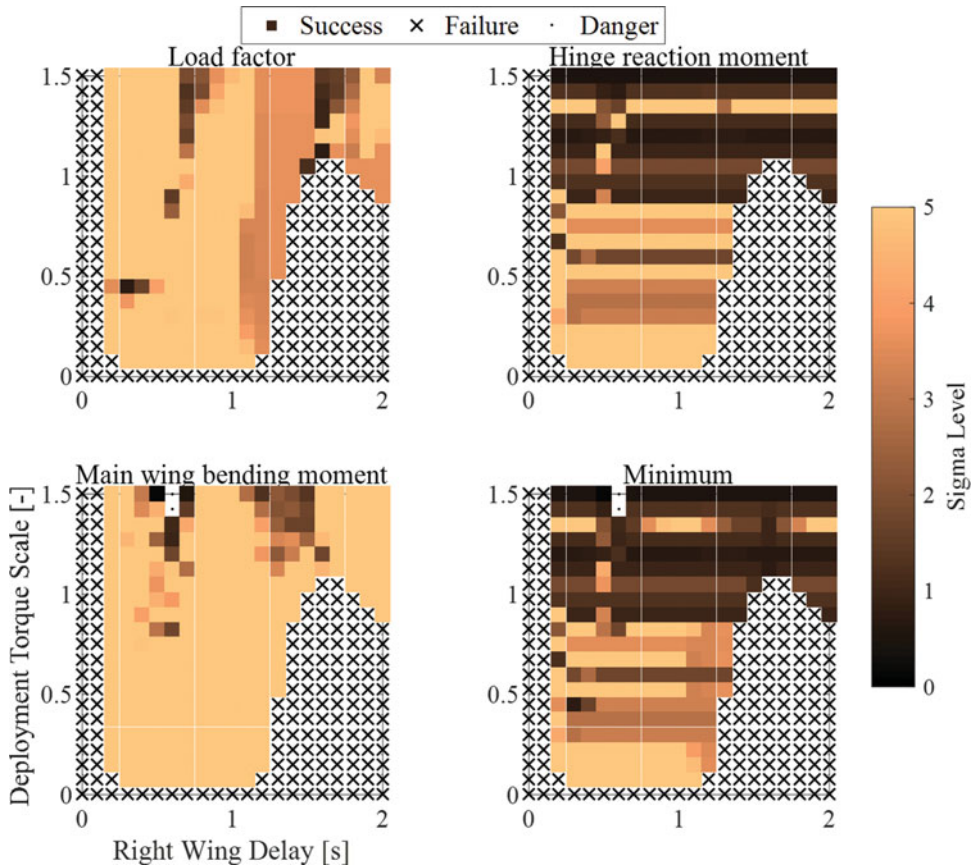 Success Failure Danger
Load factor
Hinge reaction moment
1.5
1
0.5
0
0 1 2
1.5
1
0.5
0
0 1 2
Main wing bending moment
Minimum
1.5
1
0.5
0
0 1 2
1.5
1
0.5
0
0 1 2
Deployment Torque Scale [-]
Right Wing Delay [s]
5
4
3
2
1
0
Sigma Level